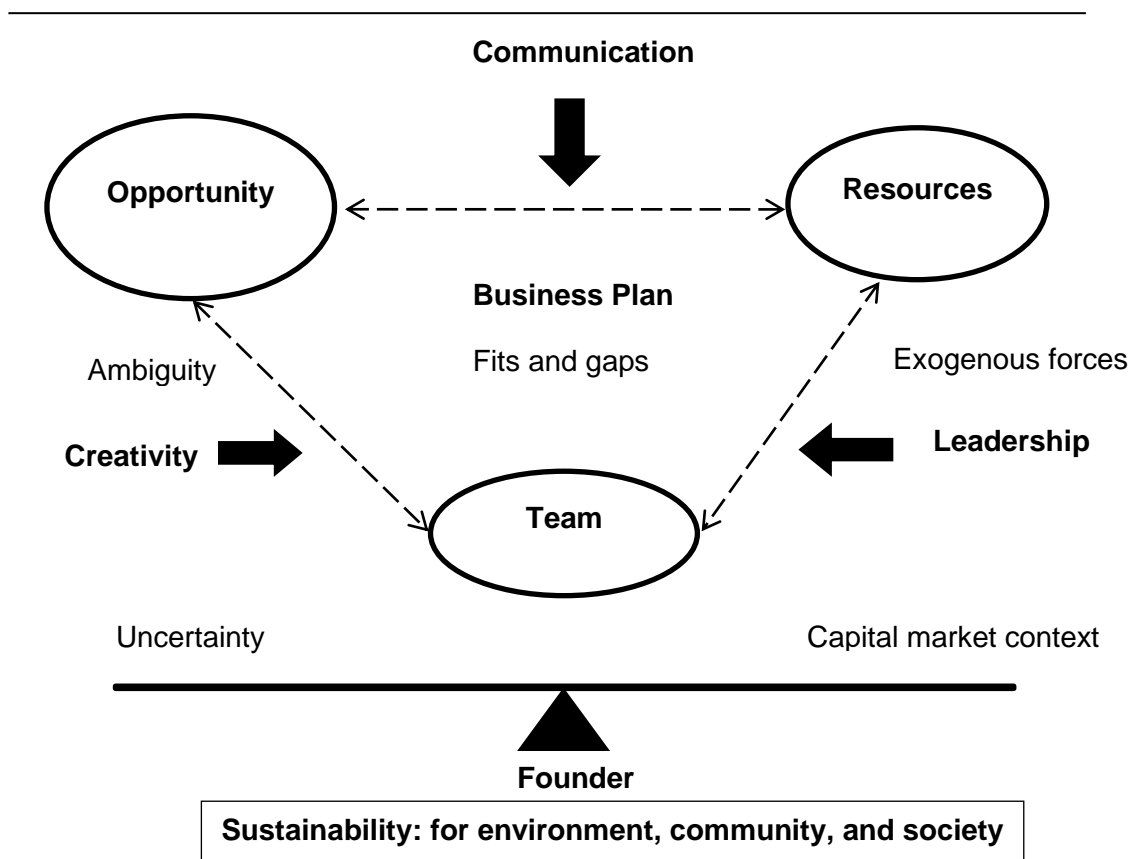 Communication
Opportunity
Resources
Business Plan
Fits and gaps
Ambiguity
Exogenous forces
Creativity
Leadership
Team
Uncertainty
Capital market context
Founder
Sustainability: for environment, community, and society